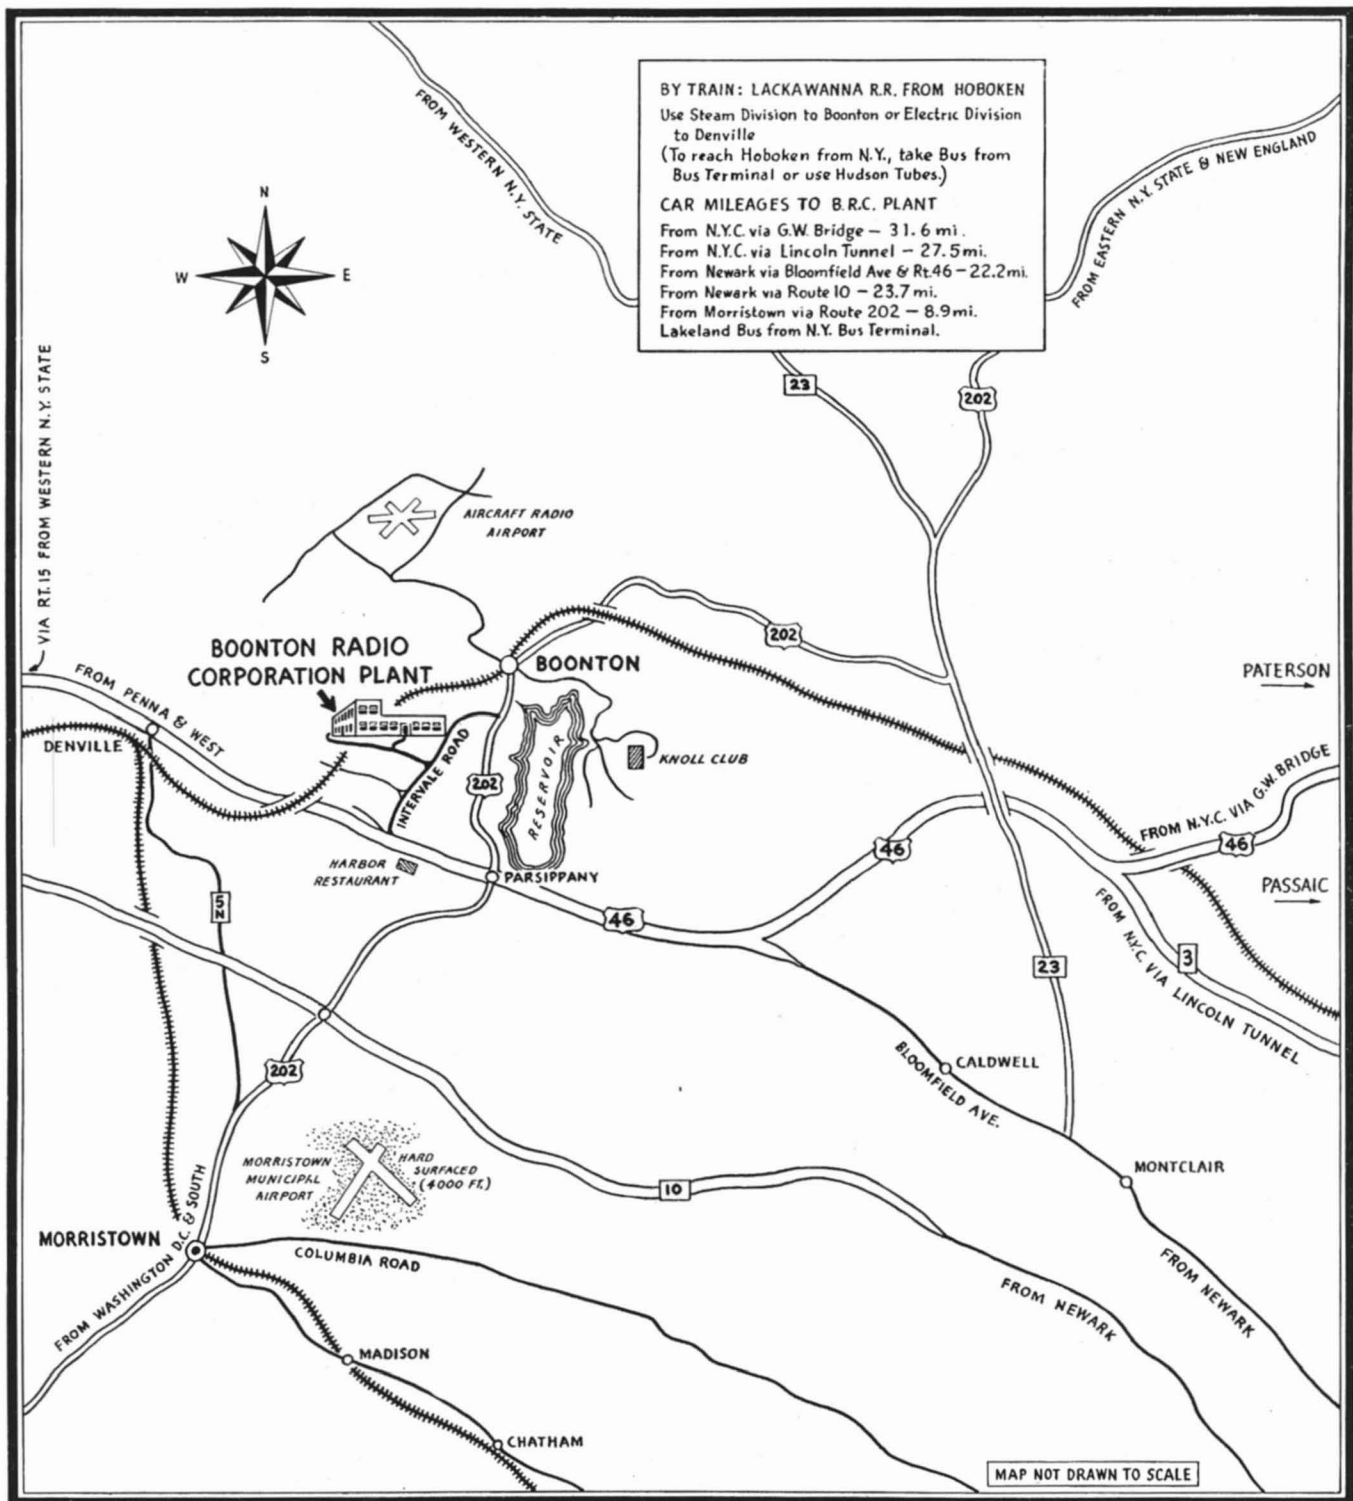 BY TRAIN: LACKAWANNA R.R. FROM HOBOKEN
Use Steam Division to Boonton or Electric Division
to Denville
(To reach Hoboken from N.Y., take Bus from
Bus Terminal or use Hudson Tubes.)
CAR MILEAGES TO B.R.C. PLANT
From N.Y.C. via G.W. Bridge — 31.6 mi.
From N.Y.C. via Lincoln Tunnel — 27.5 mi.
From Newark via Bloomfield Ave & Rt.46 — 22.2 mi.
From Newark via Route 10 — 23.7 mi.
From Morristown via Route 202 — 8.9 mi.
Lakeland Bus from N.Y. Bus Terminal.
FROM WESTERN N.Y. STATE
FROM EASTERN N.Y. STATE & NEW ENGLAND
N
W
E
S
VIA RT. 15 FROM WESTERN N.Y. STATE
23
202
AIRCRAFT RADIO
AIRPORT
BOONTON RADIO
CORPORATION PLANT
BOONTON
202
PATERSON
FROM PENNA & WEST
DENVILLE
INTERVALE ROAD
202
RESERVOIR
KNOLL CLUB
FROM N.Y.C. VIA G.W. BRIDGE
46
46
HARBOR
RESTAURANT
PARSIPPANY
PASSAIC
5
N
46
FROM N.Y.C. VIA LINCOLN TUNNEL
3
23
202
BLOOMFIELD AVE.
CALDWELL
MORRISTOWN
MUNICIPAL
AIRPORT
HARD
SURFACED
(4000 FT.)
MONTCLAIR
10
MORRISTOWN
FROM WASHINGTON D.C. & SOUTH
COLUMBIA ROAD
FROM NEWARK
FROM NEWARK
MADISON
CHATHAM
MAP NOT DRAWN TO SCALE